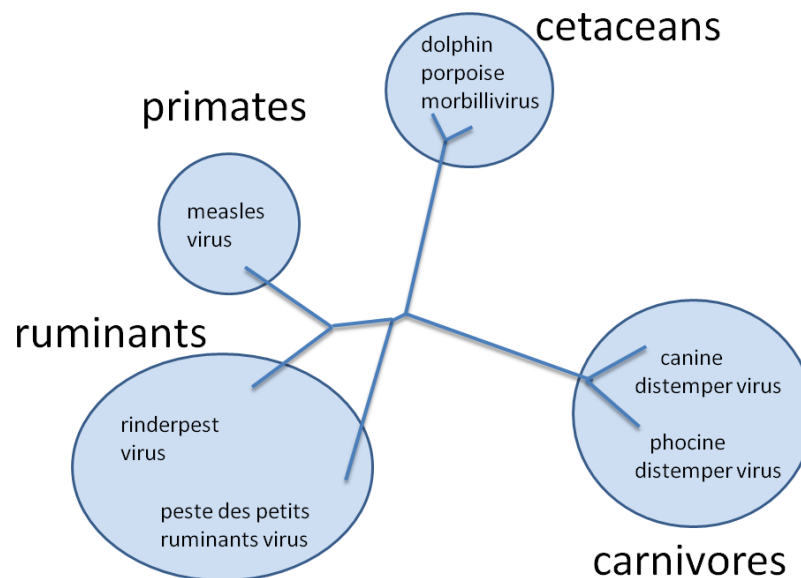 cetaceans
dolphin
porpoise
morbillivirus
primates
measles
virus
ruminants
rinderpest
virus
peste des petits
ruminants virus
canine
distemper virus
phocine
distemper virus
carnivores